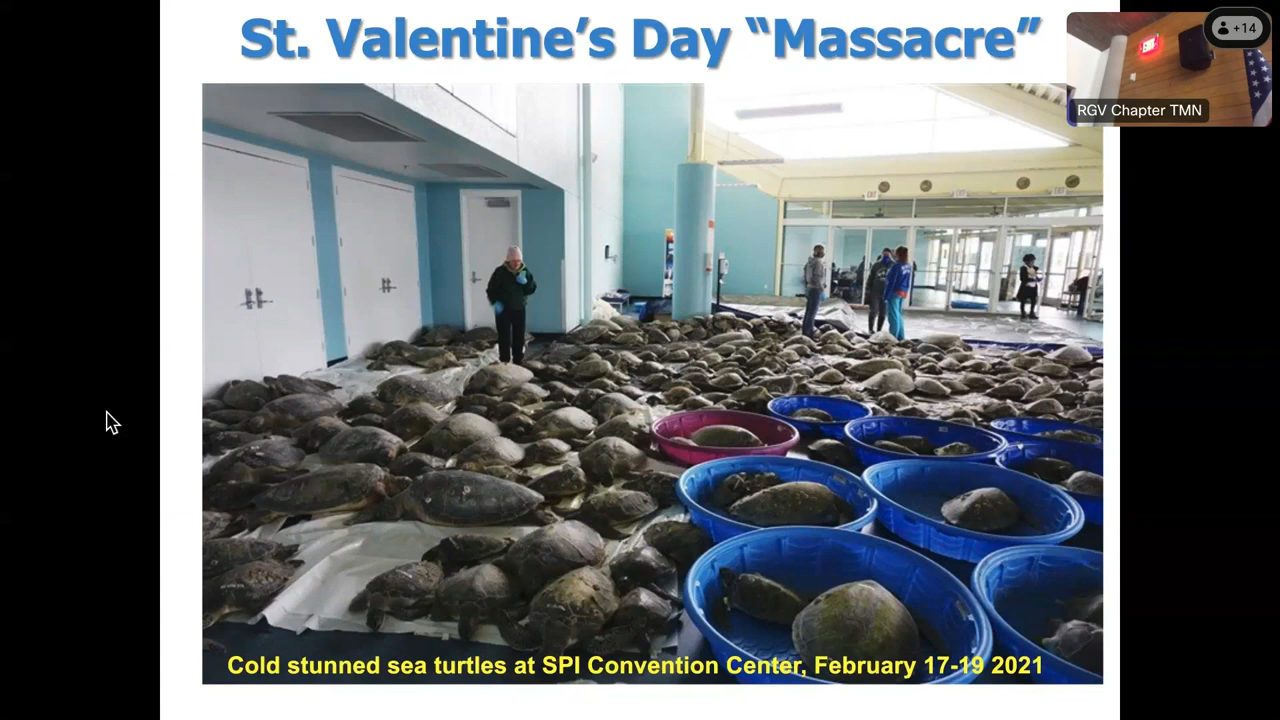 St. Valentine’s Day “Massacre”
+14
EXIT
RGV Chapter TMN
Cold stunned sea turtles at SPI Convention Center, February 17-19 2021